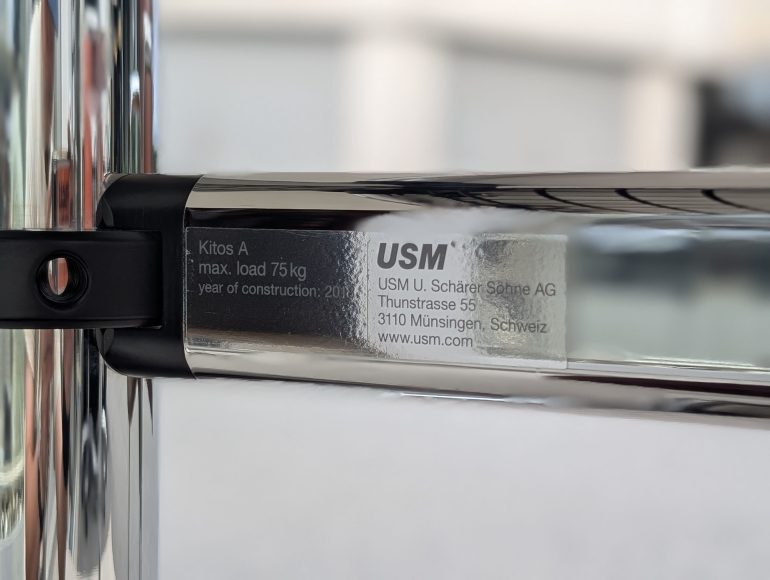 Kitos A
max. load 75 kg
year of construction:
USM®
USM U. Schärer Söhne AG
Thunstrasse 55
3110 Münsingen, Schweiz
www.usm.com